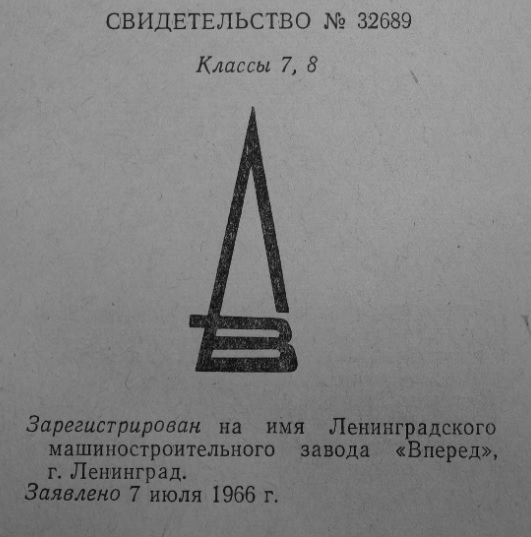 СВИДЕТЕЛЬСТВО № 32689
Классы 7, 8
Зарегистрирован на имя Ленинградского
машиностроительного завода «Вперед»,
г. Ленинград.
Заявлено 7 июля 1966 г.